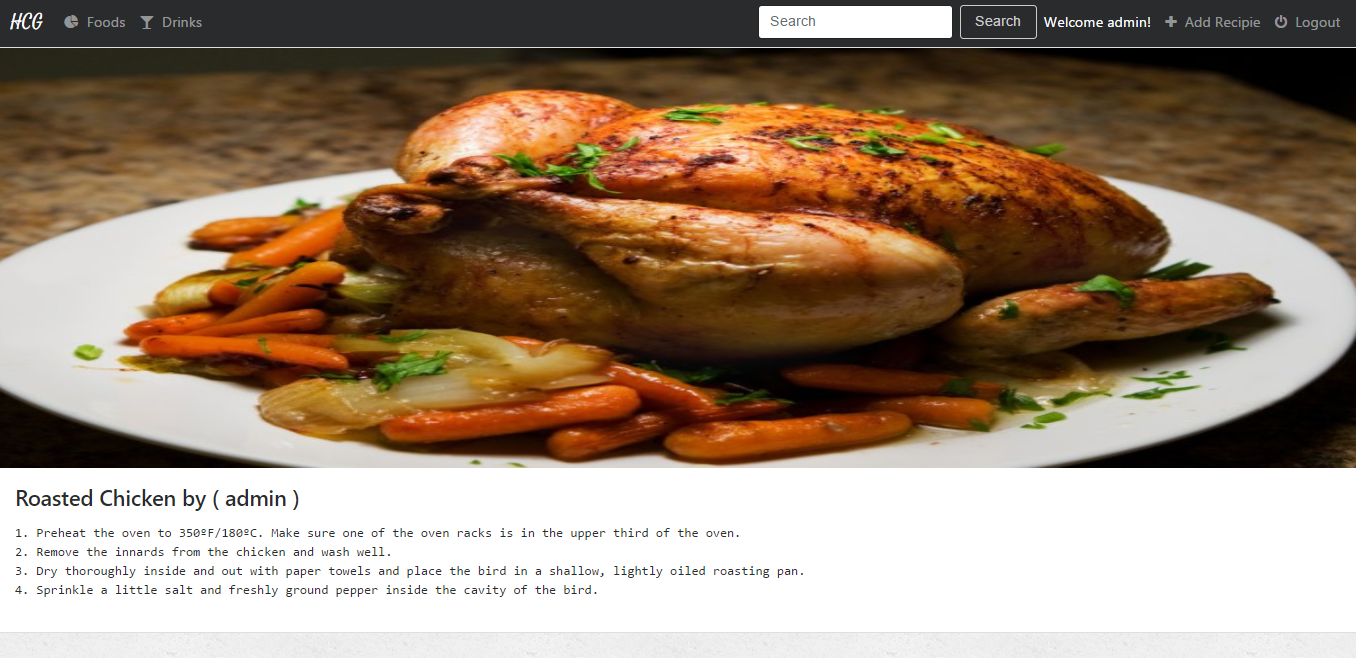 HCG Foods Drinks Search Search Welcome admin! Add Recipie Logout
Roasted Chicken by ( admin )
1. Preheat the oven to 350ºF/180ºC. Make sure one of the oven racks is in the upper third of the oven.
2. Remove the innards from the chicken and wash well.
3. Dry thoroughly inside and out with paper towels and place the bird in a shallow, lightly oiled roasting pan.
4. Sprinkle a little salt and freshly ground pepper inside the cavity of the bird.